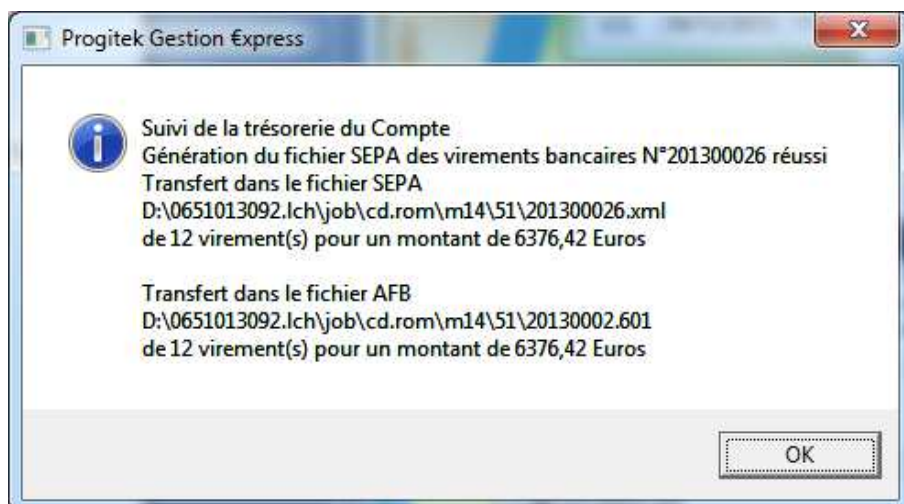 Progitek Gestion €xpress
Suivi de la trésorerie du Compte
Génération du fichier SEPA des virements bancaires N°201300026 réussi
Transfert dans le fichier SEPA
D:\0651013092.lch\job\cd.rom\m14\51\201300026.xml
de 12 virement(s) pour un montant de 6376,42 Euros
Transfert dans le fichier AFB
D:\0651013092.lch\job\cd.rom\m14\51\20130002.601
de 12 virement(s) pour un montant de 6376,42 Euros
OK